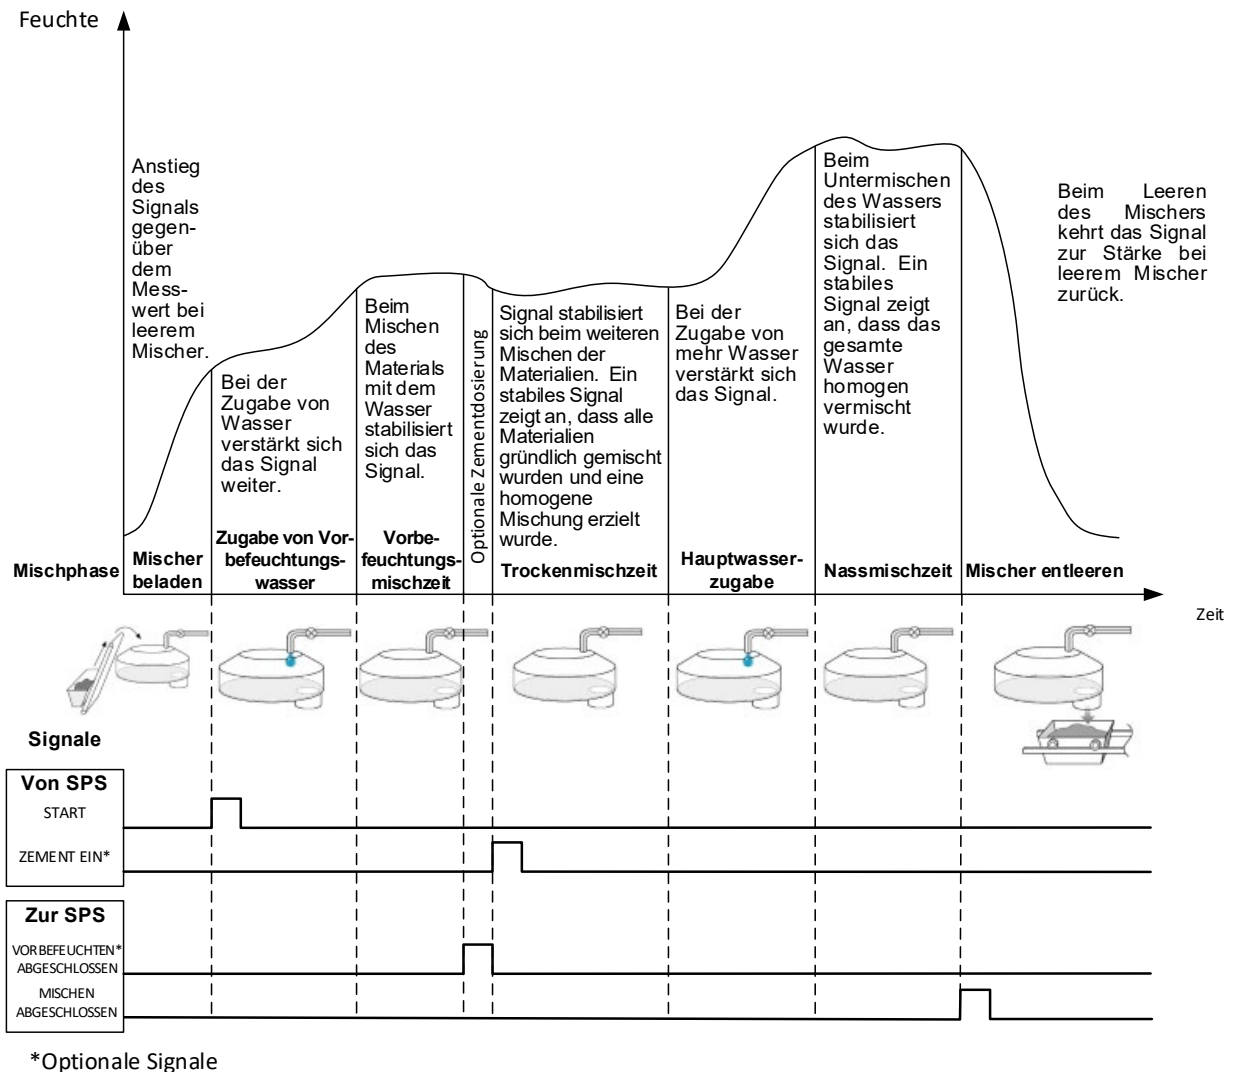 Feuchte
Anstieg
des
Signals
gegen-
über
dem
Mess-
wert bei
leerem
Mischer.
Bei der
Zugabe von
Wasser
verstärkt sich
das Signal
weiter.
Beim
Mischen
des
Materials
mit dem
Wasser
stabilisiert
sich das
Signal.
Optionale Zementdosierung
Signal stabilisiert
sich beim weiteren
Mischen der
Materialien. Ein
stabiles Signal
zeigt an, dass alle
Materialien
gründlich gemischt
wurden und eine
homogene
Mischung erzielt
wurde.
Bei der
Zugabe von
mehr Wasser
verstärkt sich
das Signal.
Beim
Untermischen
des Wassers
stabilisiert
sich das
Signal. Ein
stabiles
Signal zeigt
an, dass das
gesamte
Wasser
homogen
vermischt
wurde.
Beim Leeren
des Mischers
kehrt das Signal
zur Stärke bei
leerem Mischer
zurück.
Mischphase
Mischer
beladen
Zugabe von Vor-
befeuchtungs-
wasser
Vorbe-
feuchtungs-
mischzeit
Trockenmischzeit
Hauptwasser-
zugabe
Nassmischzeit
Mischer entleeren
Zeit
Signale
Von SPS
START
ZEMENT EIN*
Zur SPS
VORBEFEUCHTEN*
ABGESCHLOSSEN
MISCHEN
ABGESCHLOSSEN
*Optionale Signale